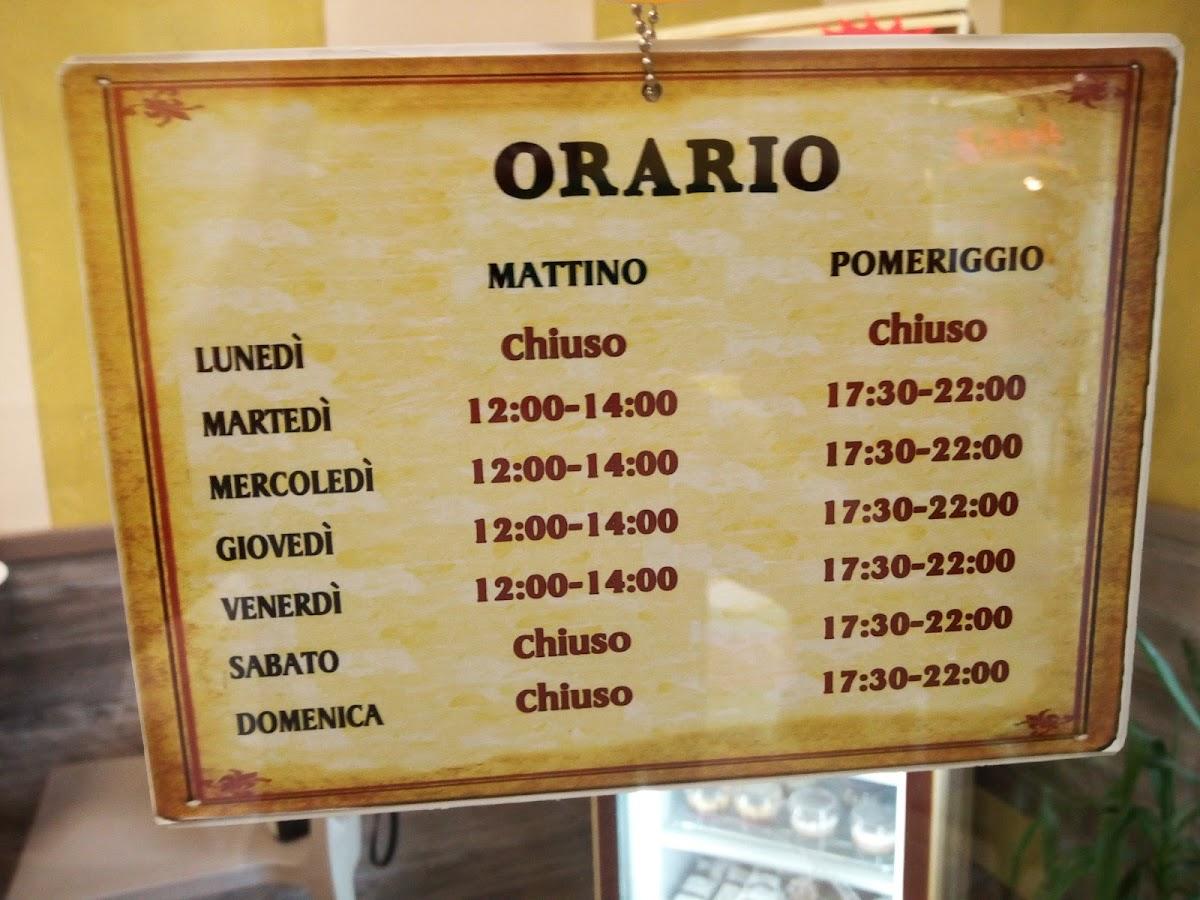 ORARIO
MATTINO POMERIGGIO
LUNEDÌ Chiuso Chiuso
MARTEDÌ 12:00-14:00 17:30-22:00
MERCOLEDÌ 12:00-14:00 17:30-22:00
GIOVEDÌ 12:00-14:00 17:30-22:00
VENERDÌ 12:00-14:00 17:30-22:00
SABATO Chiuso 17:30-22:00
DOMENICA Chiuso 17:30-22:00